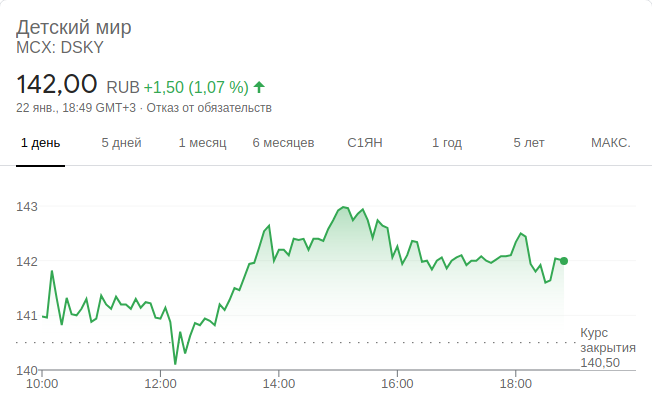 Детский мир
MCX: DSKY
142,00 RUB +1,50 (1,07 %)
22 янв., 18:49 GMT+3 · Отказ от обязательств
1 день 5 дней 1 месяц 6 месяцев С1ЯН 1 год 5 лет МАКС.
143
142
141
Курс
закрытия
140,50
140
10:00 12:00 14:00 16:00 18:00